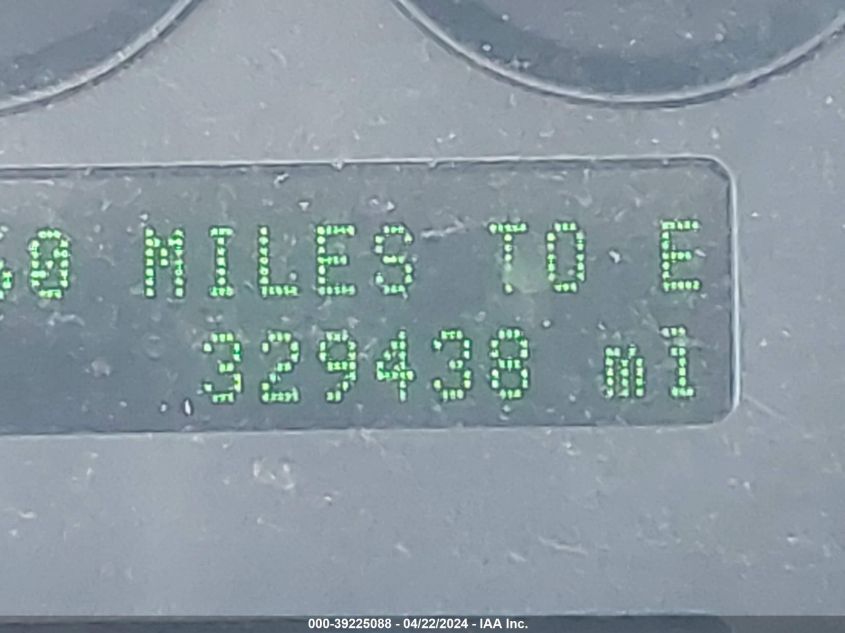 MILES TO E
329438 mi
000-39225088 - 04/22/2024 - IAA Inc.